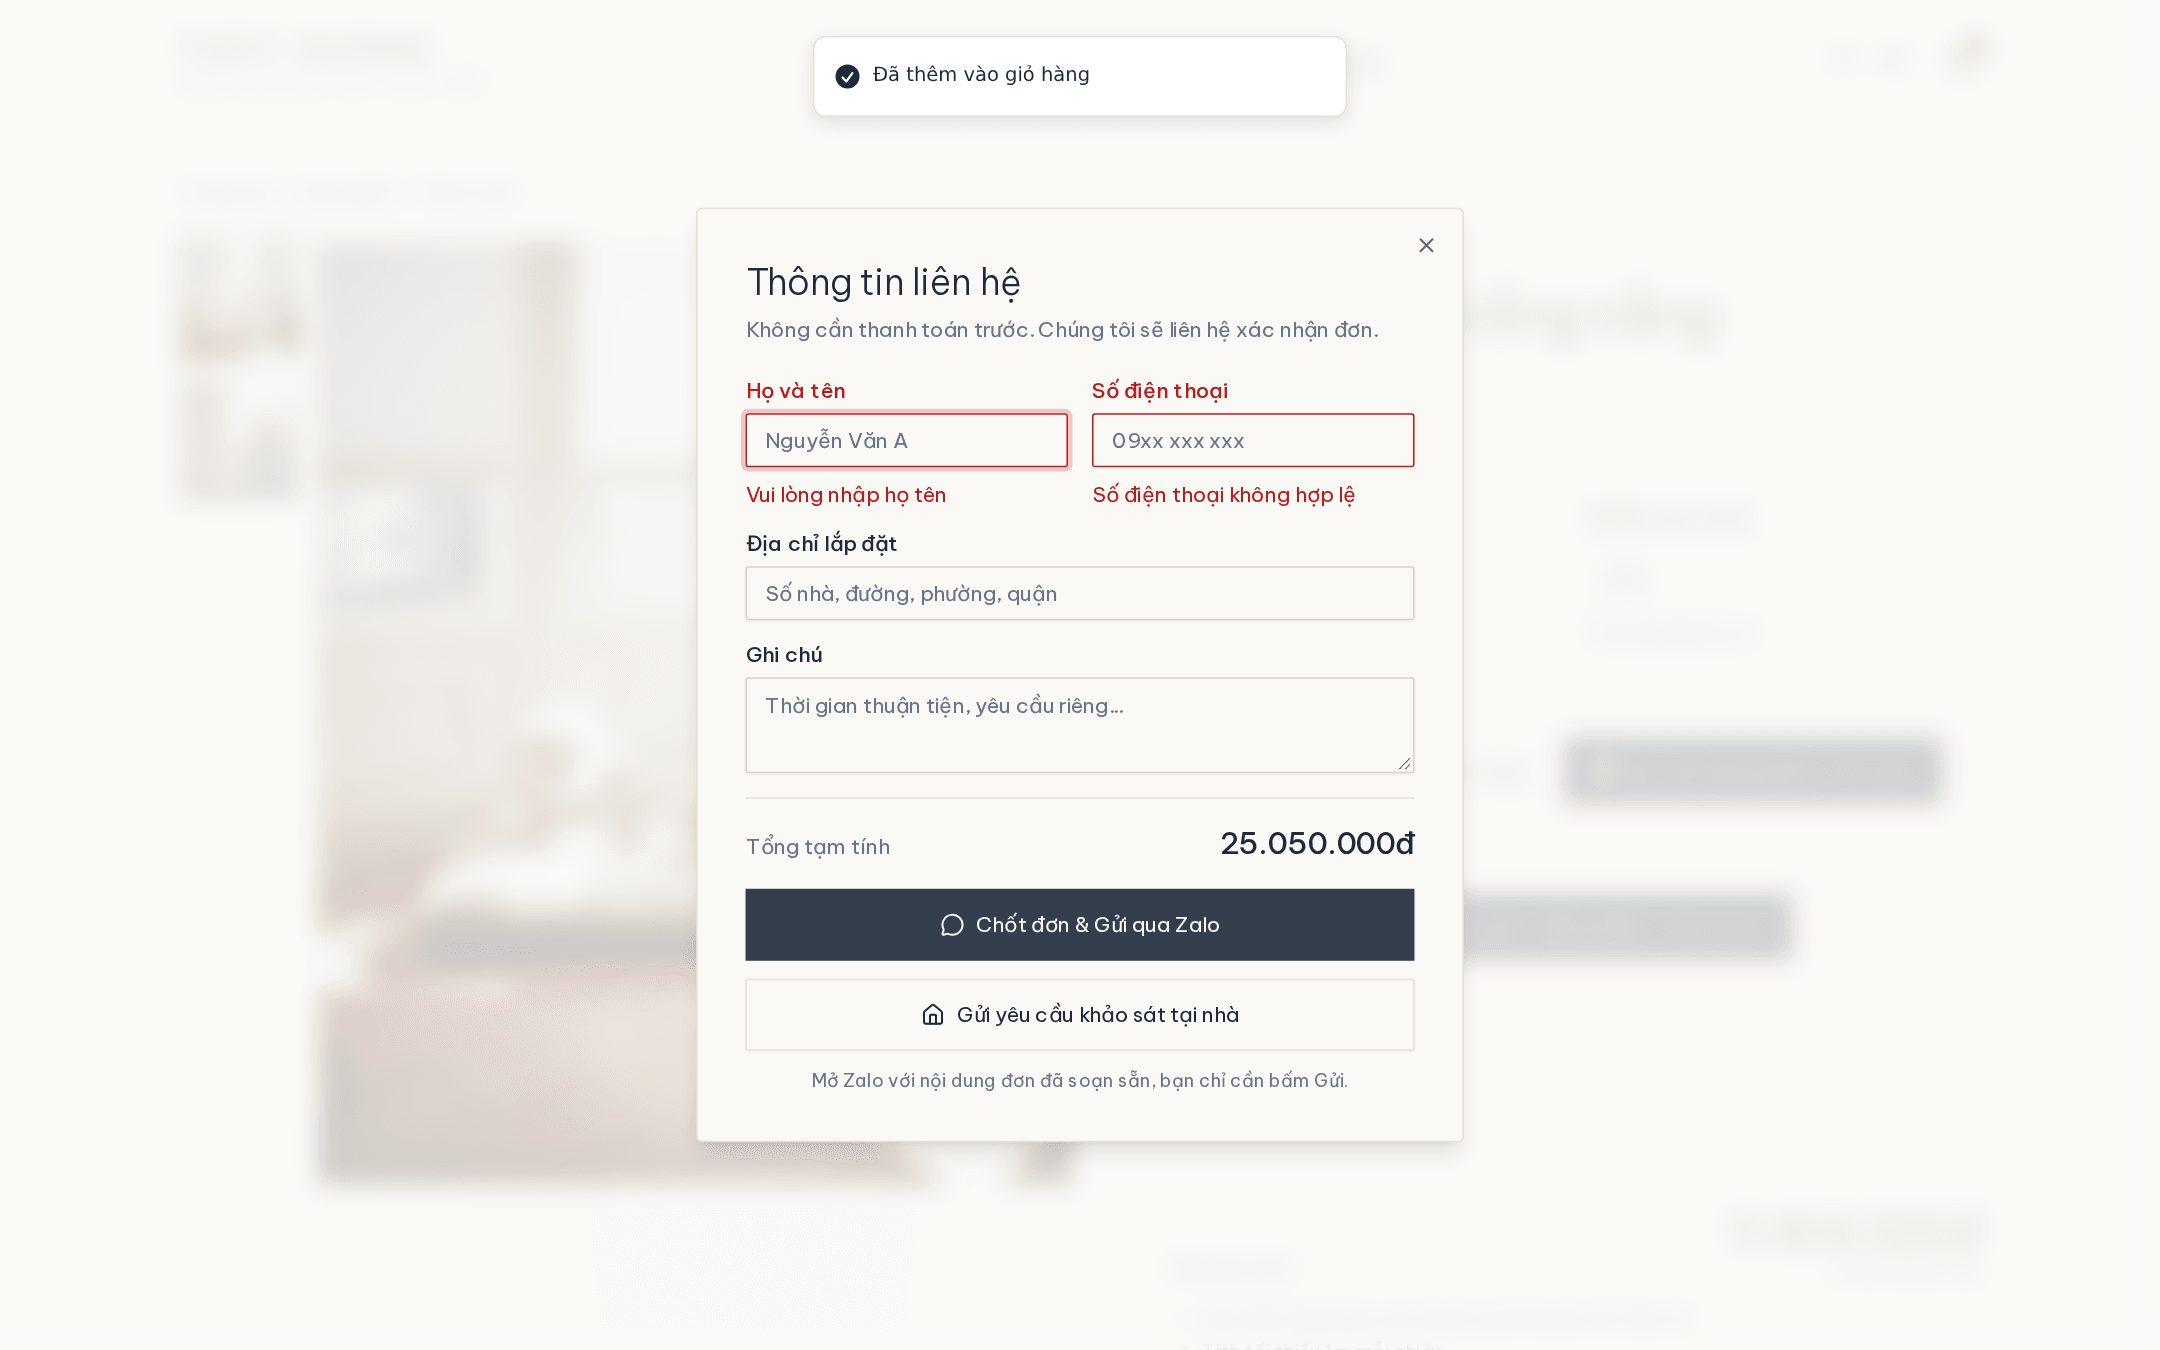 Đã thêm vào giỏ hàng
Thông tin liên hệ
Không cần thanh toán trước. Chúng tôi sẽ liên hệ xác nhận đơn.
Họ và tên
Số điện thoại
Nguyễn Văn A
09xx xxx xxx
Vui lòng nhập họ tên
Số điện thoại không hợp lệ
Địa chỉ lắp đặt
Số nhà, đường, phường, quận
Ghi chú
Thời gian thuận tiện, yêu cầu riêng...
Tổng tạm tính
25.050.000đ
Chốt đơn & Gửi qua Zalo
Gửi yêu cầu khảo sát tại nhà
Mở Zalo với nội dung đơn đã soạn sẵn, bạn chỉ cần bấm Gửi.